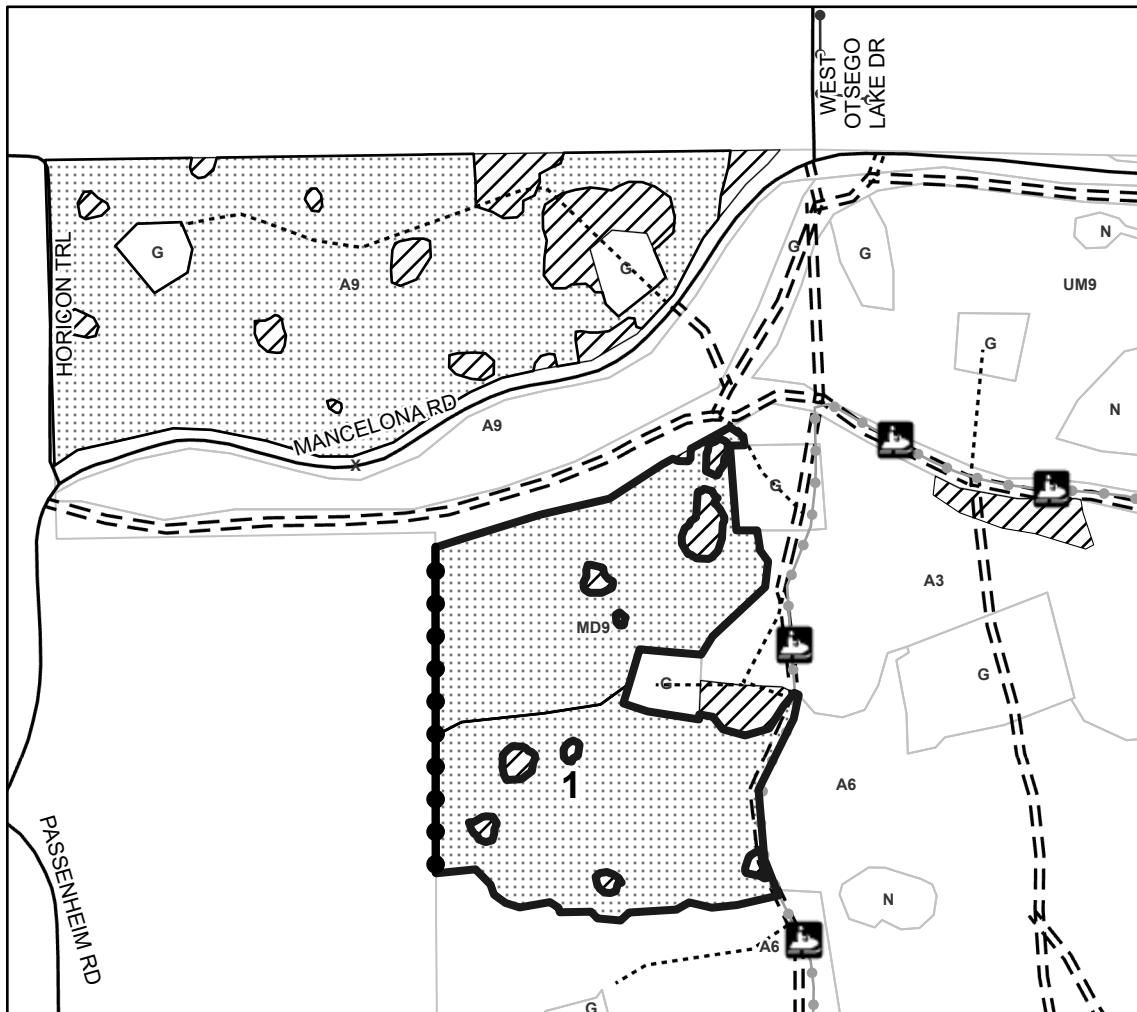 WEST
OTSEGO
LAKE DR
N
G
G
G
G
HORICON TRL
A9
UM9
G
N
MANCELONA RD
A9
X
G
A3
MD9
G
G
1
A6
PASSENHEIM RD
N
A6
G